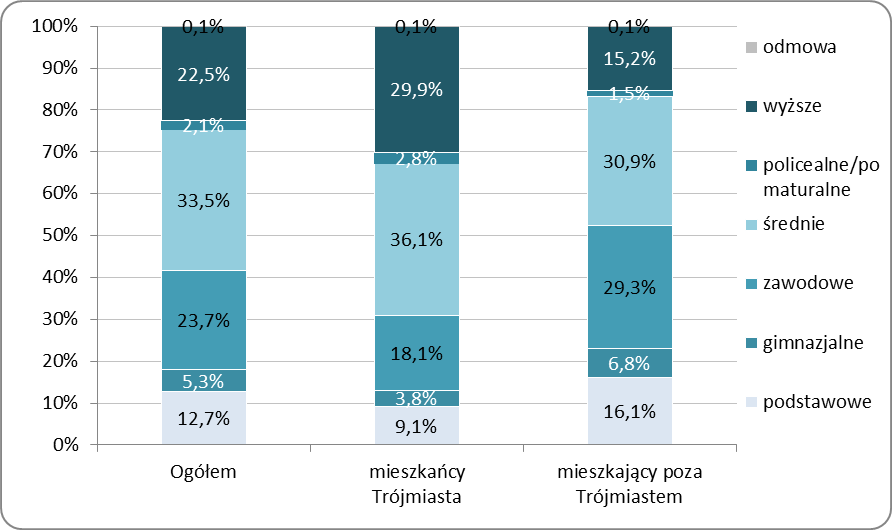 100%
90%
80%
70%
60%
50%
40%
30%
20%
10%
0%
0,1%
22,5%
2,1%
33,5%
23,7%
5,3%
12,7%
0,1%
29,9%
2,8%
36,1%
18,1%
3,8%
9,1%
0,1%
15,2%
1,5%
30,9%
29,3%
6,8%
16,1%
Ogółem
mieszkańcy
Trójmiasta
mieszkający poza
Trójmiastem
odmowa
wyższe
policealne/po
maturalne
średnie
zawodowe
gimnazjalne
podstawowe